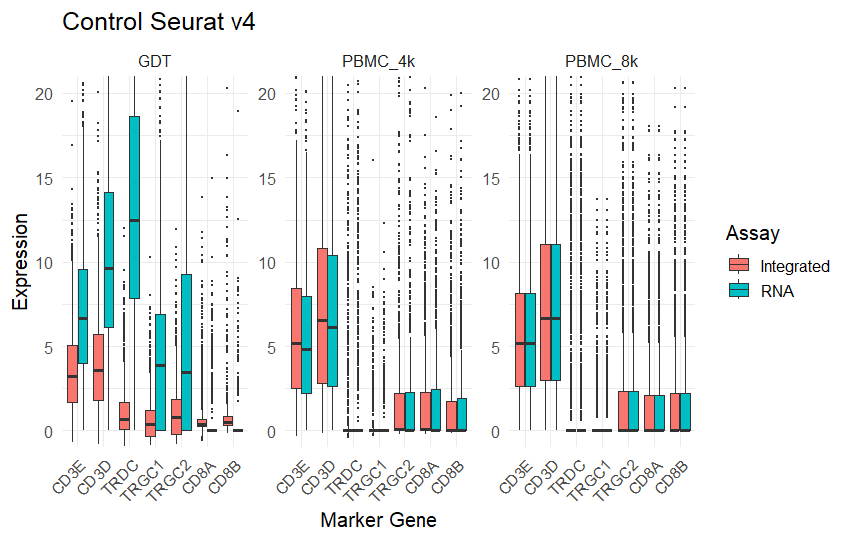 Control Seurat v4
GDT
PBMC_4k
PBMC_8k
Expression
20
15
10
5
0
20
15
10
5
0
20
15
10
5
0
CD3E
CD3D
TRDC
TRGC1
TRGC2
CD8A
CD8B
CD3E
CD3D
TRDC
TRGC1
TRGC2
CD8A
CD8B
CD3E
CD3D
TRDC
TRGC1
TRGC2
CD8A
CD8B
Marker Gene
Assay
Integrated
RNA